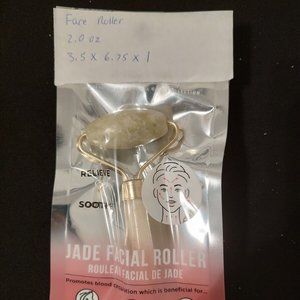 Face Roller
2.0 oz
3.5 x 6.75 x 1
RELIEVE
JADE FACIAL ROLLER
ROULEAU FACIAL DE JADE
Promotes blood circulation which is beneficial for...